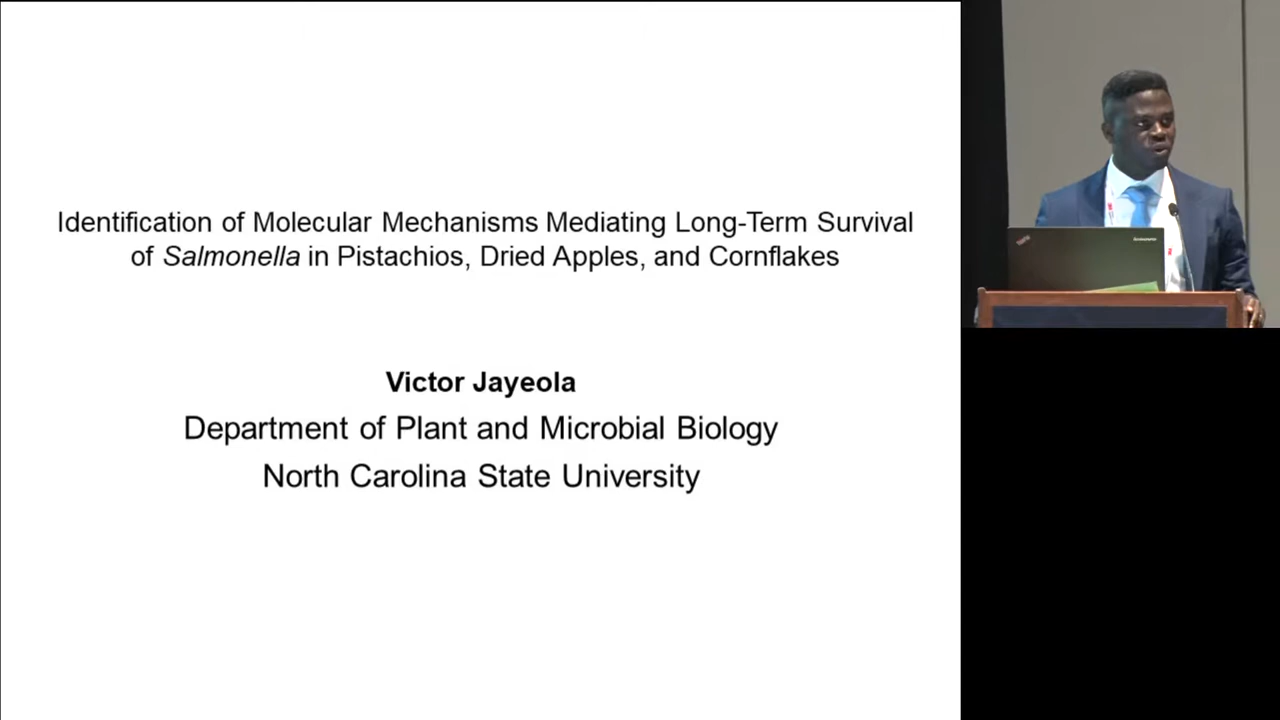 Identification of Molecular Mechanisms Mediating Long-Term Survival
of Salmonella in Pistachios, Dried Apples, and Cornflakes
Victor Jayeola
Department of Plant and Microbial Biology
North Carolina State University